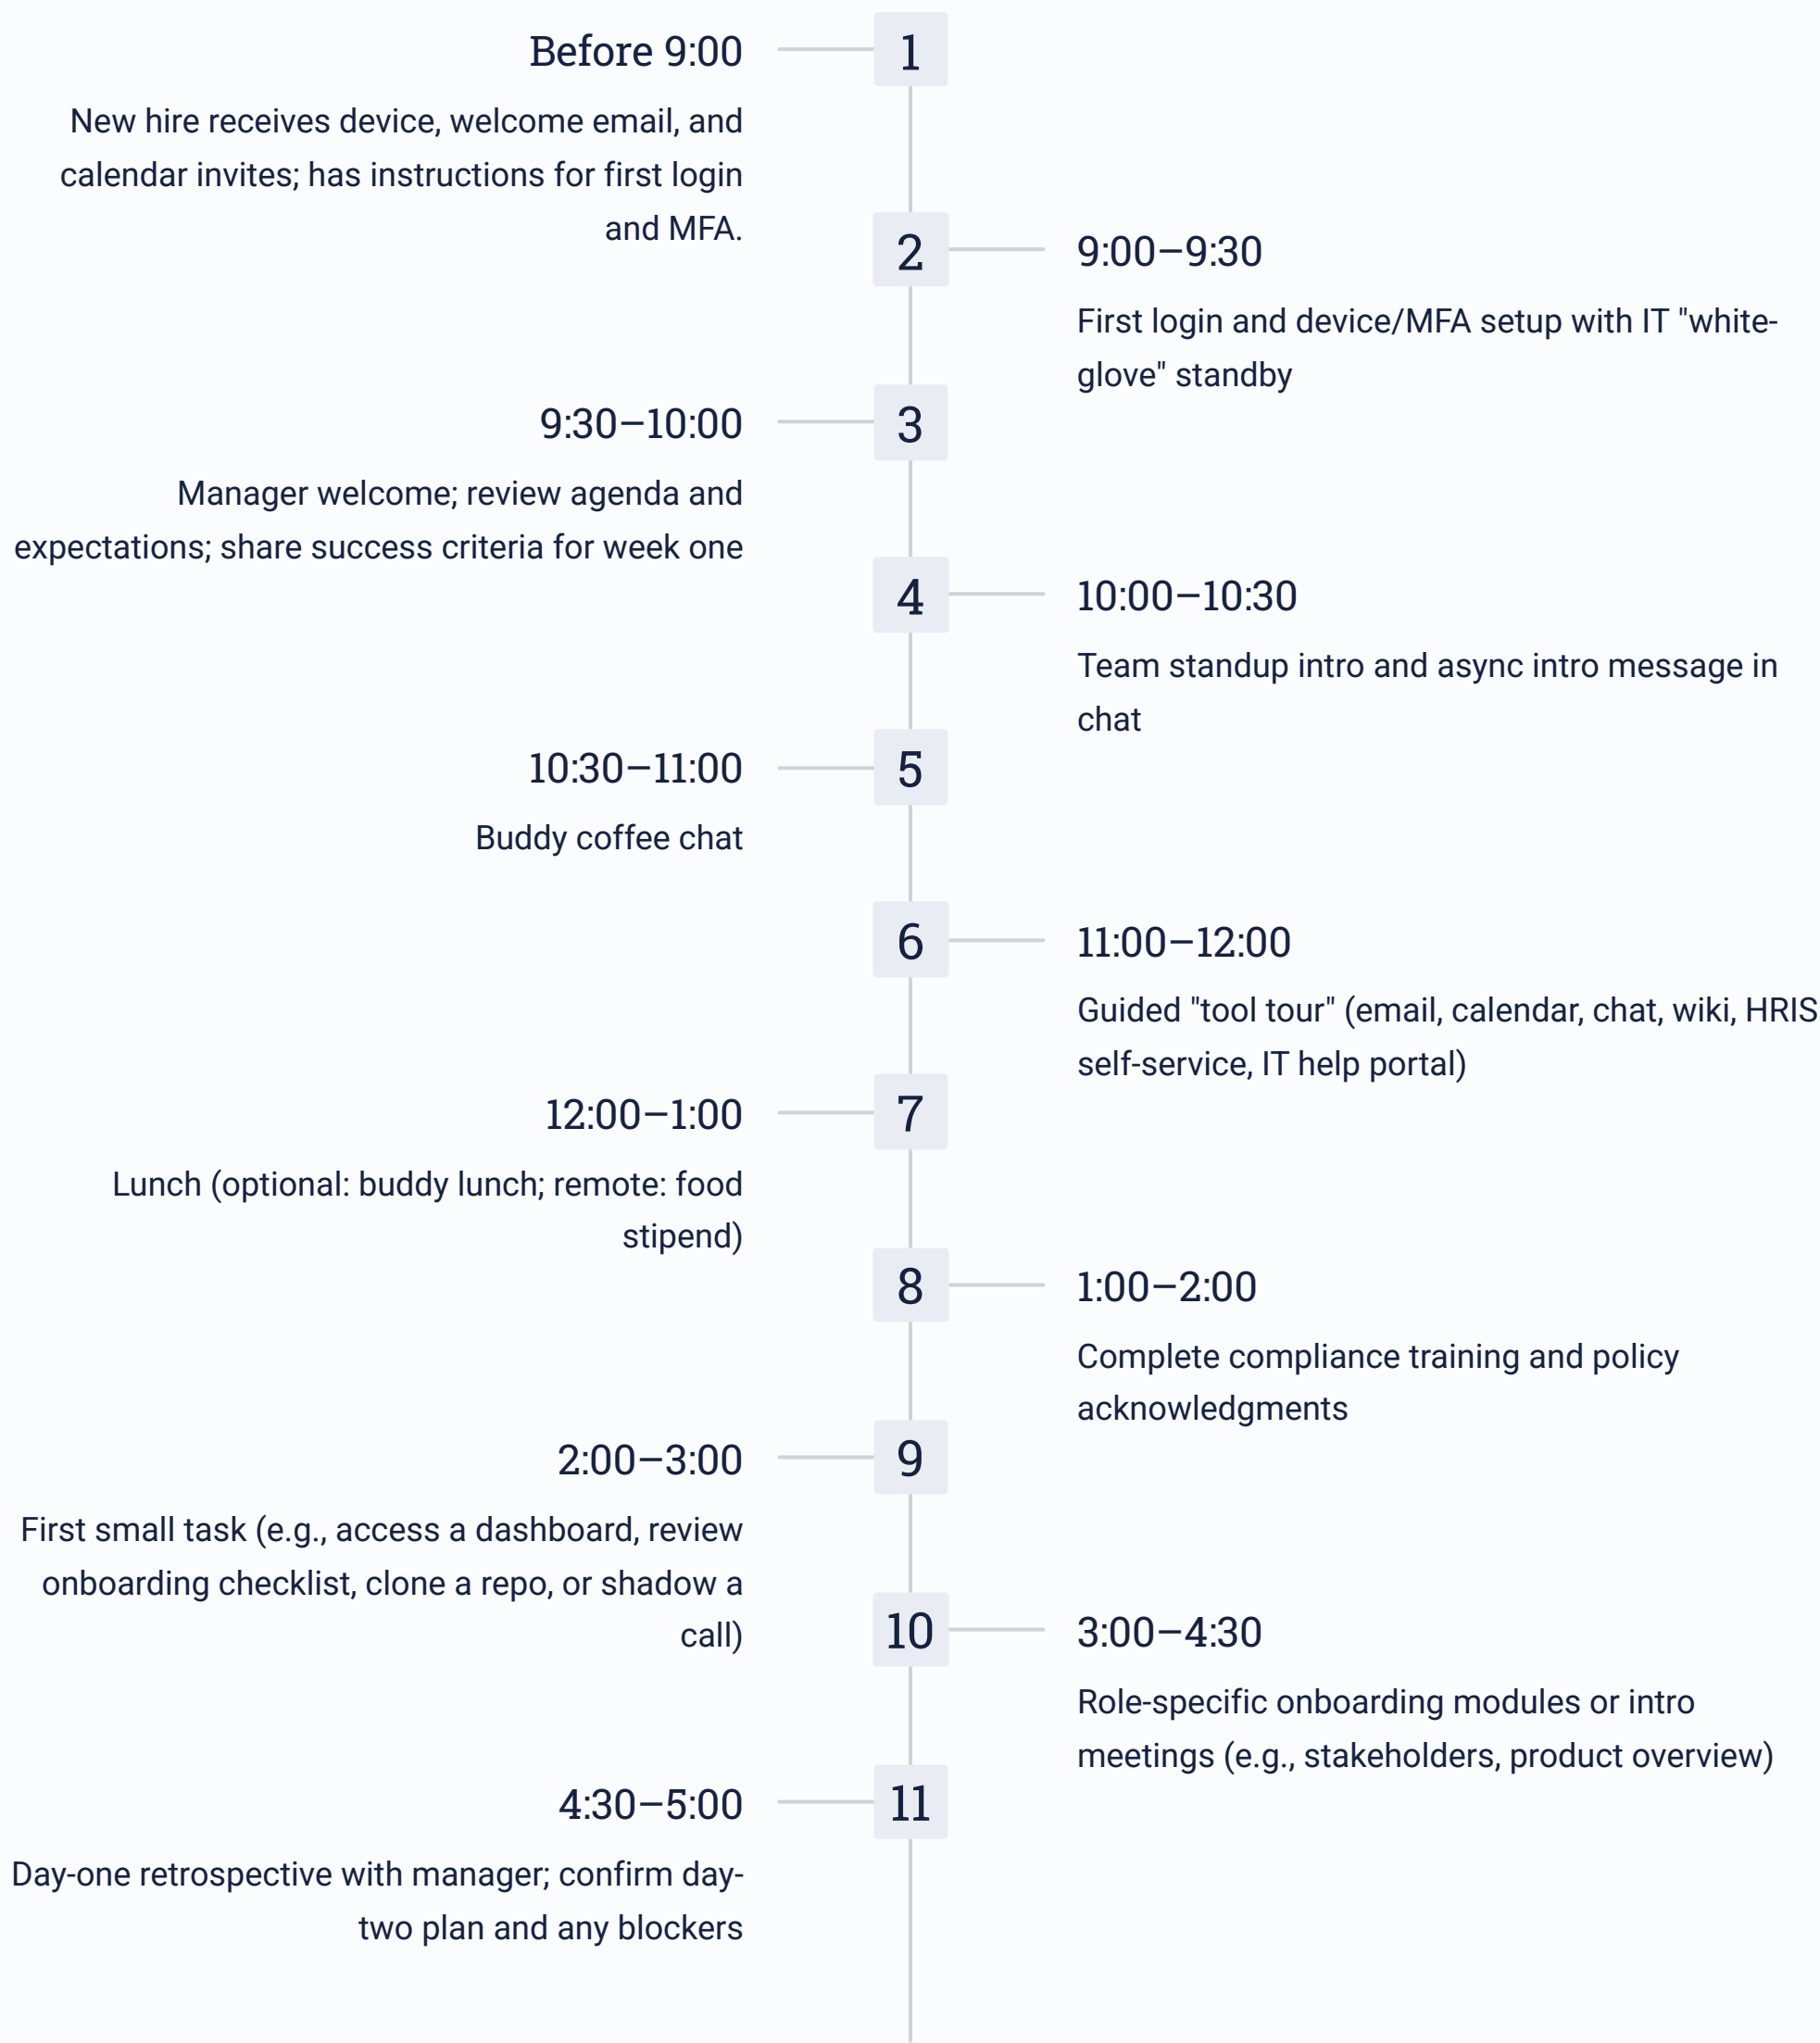 1
Before 9:00
New hire receives device, welcome email, and
calendar invites; has instructions for first login
and MFA.
2
9:00–9:30
First login and device/MFA setup with IT "white-
glove" standby
3
9:30–10:00
Manager welcome; review agenda and
expectations; share success criteria for week one
4
10:00–10:30
Team standup intro and async intro message in
chat
5
10:30–11:00
Buddy coffee chat
6
11:00–12:00
Guided "tool tour" (email, calendar, chat, wiki, HRIS
self-service, IT help portal)
7
12:00–1:00
Lunch (optional: buddy lunch; remote: food
stipend)
8
1:00–2:00
Complete compliance training and policy
acknowledgments
9
2:00–3:00
First small task (e.g., access a dashboard, review
onboarding checklist, clone a repo, or shadow a
call)
10
3:00–4:30
Role-specific onboarding modules or intro
meetings (e.g., stakeholders, product overview)
11
4:30–5:00
Day-one retrospective with manager; confirm day-
two plan and any blockers